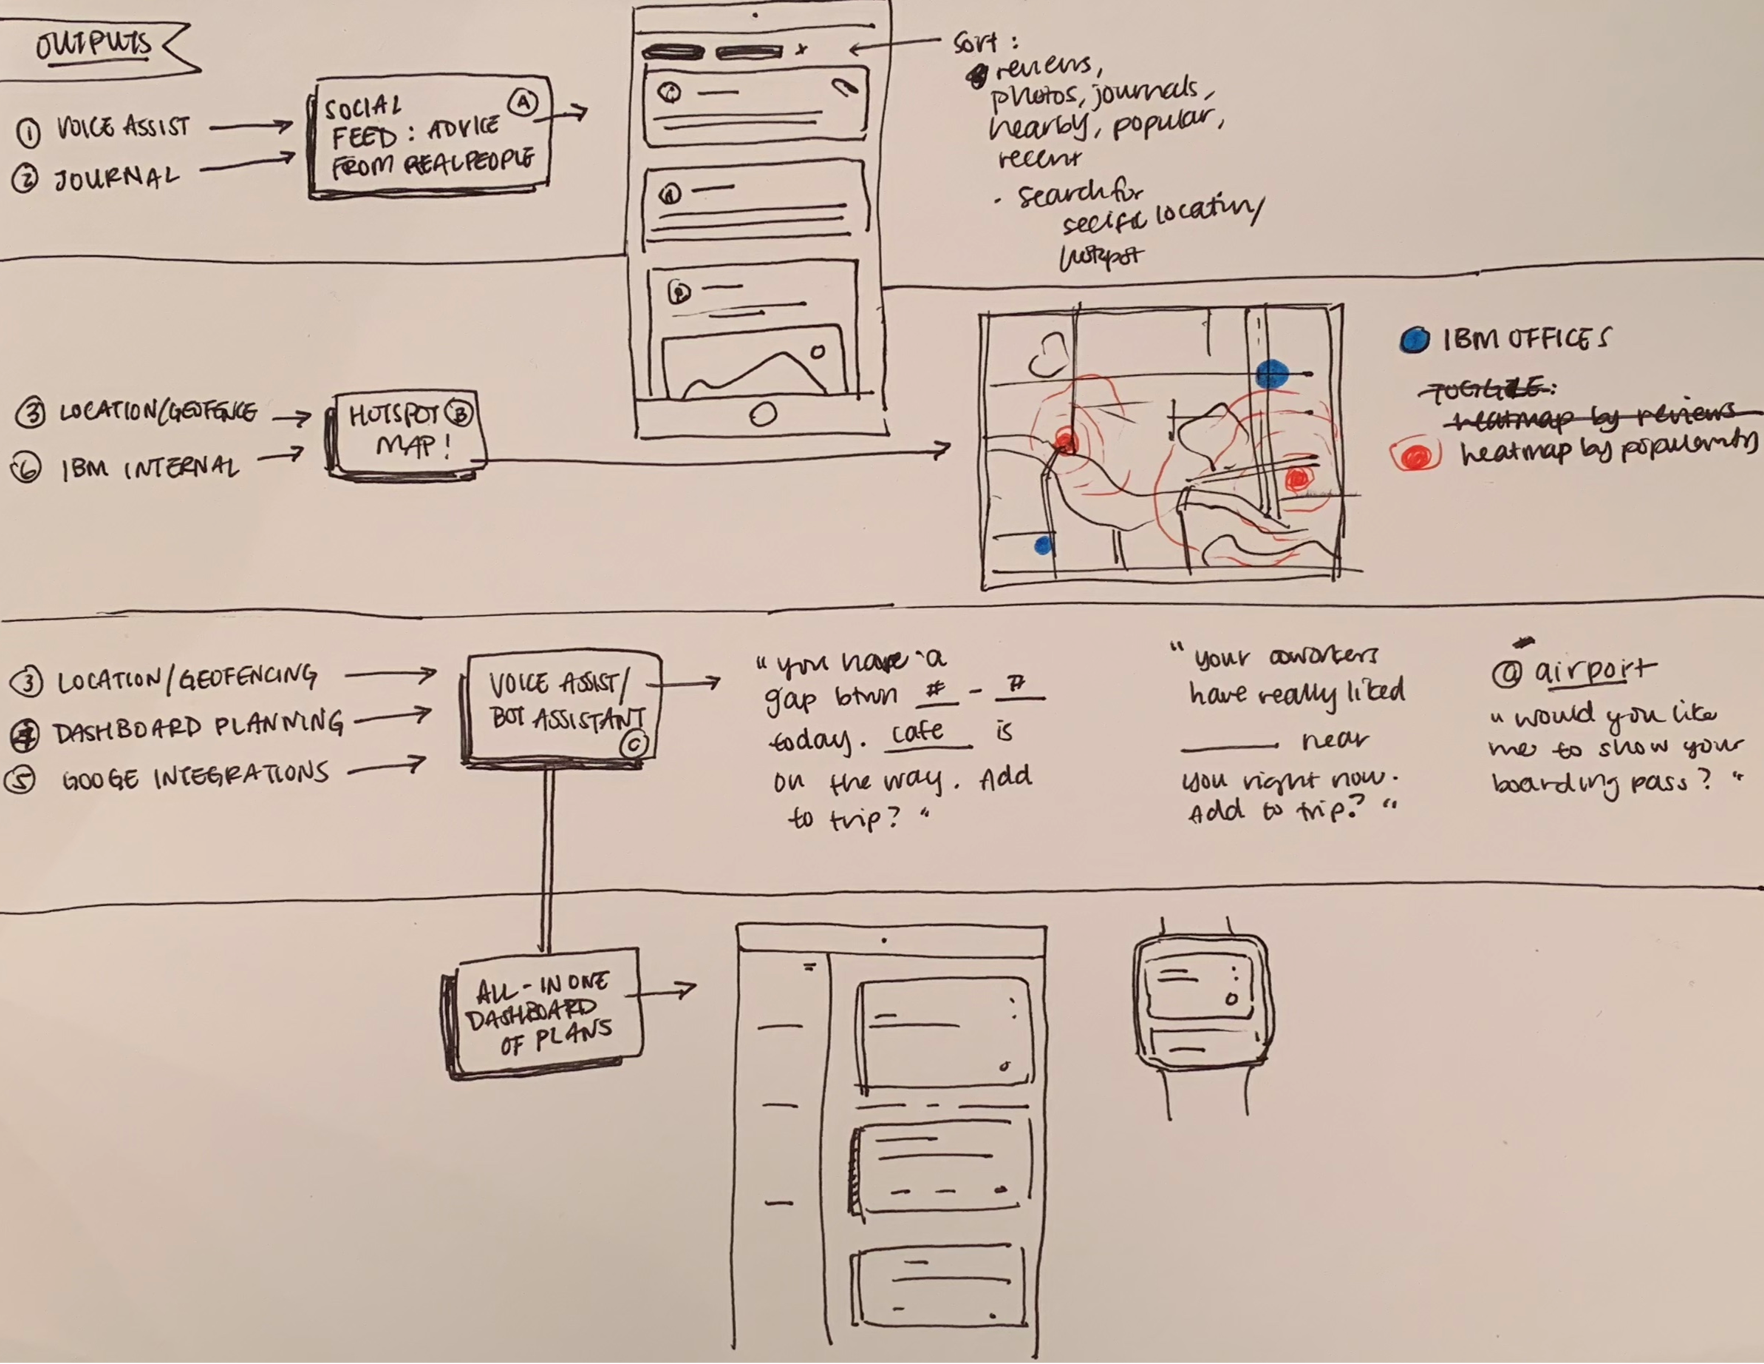 OUTPUTS
① VOICE ASSIST
② JOURNAL
SOCIAL Ⓐ
FEED: ADVICE
FROM REAL PEOPLE
Sort:
reviews,
photos, journals,
nearby, popular,
recent
- search for
secific location/
hotspot
③ LOCATION/GEOFENCE
⑥ IBM INTERNAL
HOTSPOT Ⓑ
MAP!
IBM OFFICES
TOGGLE:
heatmap by reviews
heatmap by popularity
③ LOCATION/GEOFENCING
④ DASHBOARD PLANNING
⑤ GOOGE INTEGRATIONS
VOICE ASSIST/
BOT ASSISTANT
Ⓒ
"you have a
gap btwn # - #
today. cafe is
on the way. Add
to trip?"
"your coworkers
have really liked
____ near
you right now.
Add to trip?"
@ airport
"would you like
me to show your
boarding pass?"
ALL-IN ONE
DASHBOARD
OF PLANS